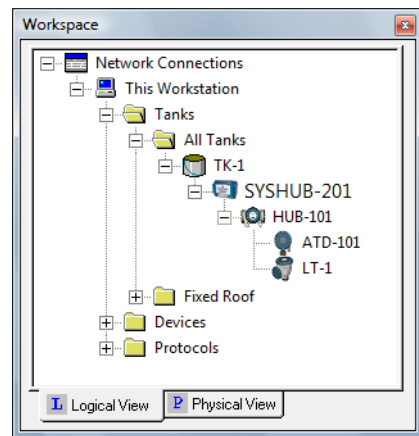 Workspace
Network Connections
This Workstation
Tanks
All Tanks
TK-1
SYSHUB-201
HUB-101
ATD-101
LT-1
Fixed Roof
Devices
Protocols
L Logical View P Physical View